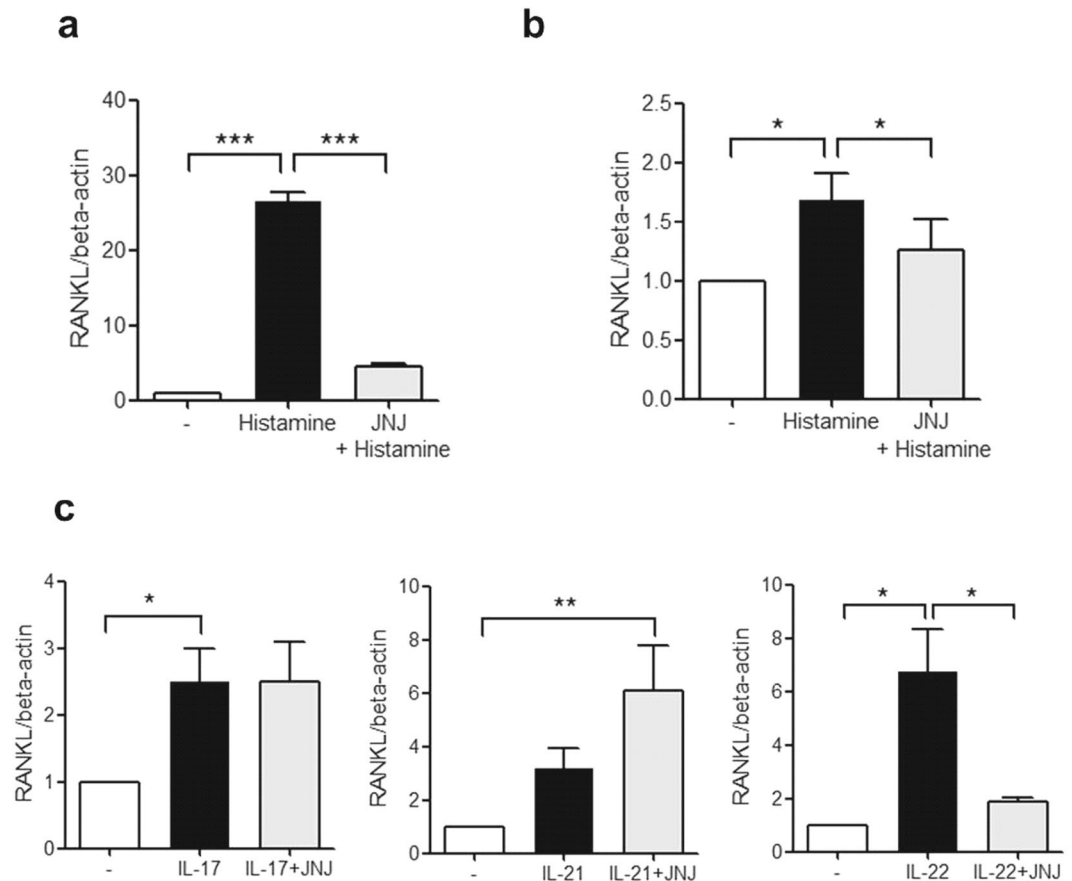 a
b
RANKL/beta-actin
40
30
20
10
0
***
***
-
Histamine
JNJ
+ Histamine
RANKL/beta-actin
2.5
2.0
1.5
1.0
0.5
0.0
*
*
-
Histamine
JNJ
+ Histamine
c
RANKL/beta-actin
4
3
2
1
0
*
-
IL-17
IL-17+JNJ
RANKL/beta-actin
10
8
6
4
2
0
**
-
IL-21
IL-21+JNJ
RANKL/beta-actin
10
8
6
4
2
0
*
*
-
IL-22
IL-22+JNJ